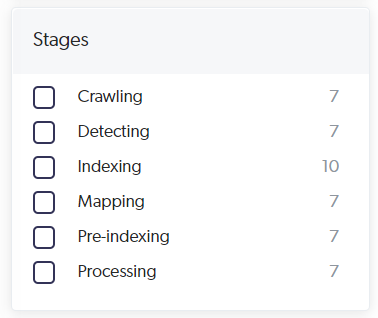 Stages
Crawling 7
Detecting 7
Indexing 10
Mapping 7
Pre-indexing 7
Processing 7